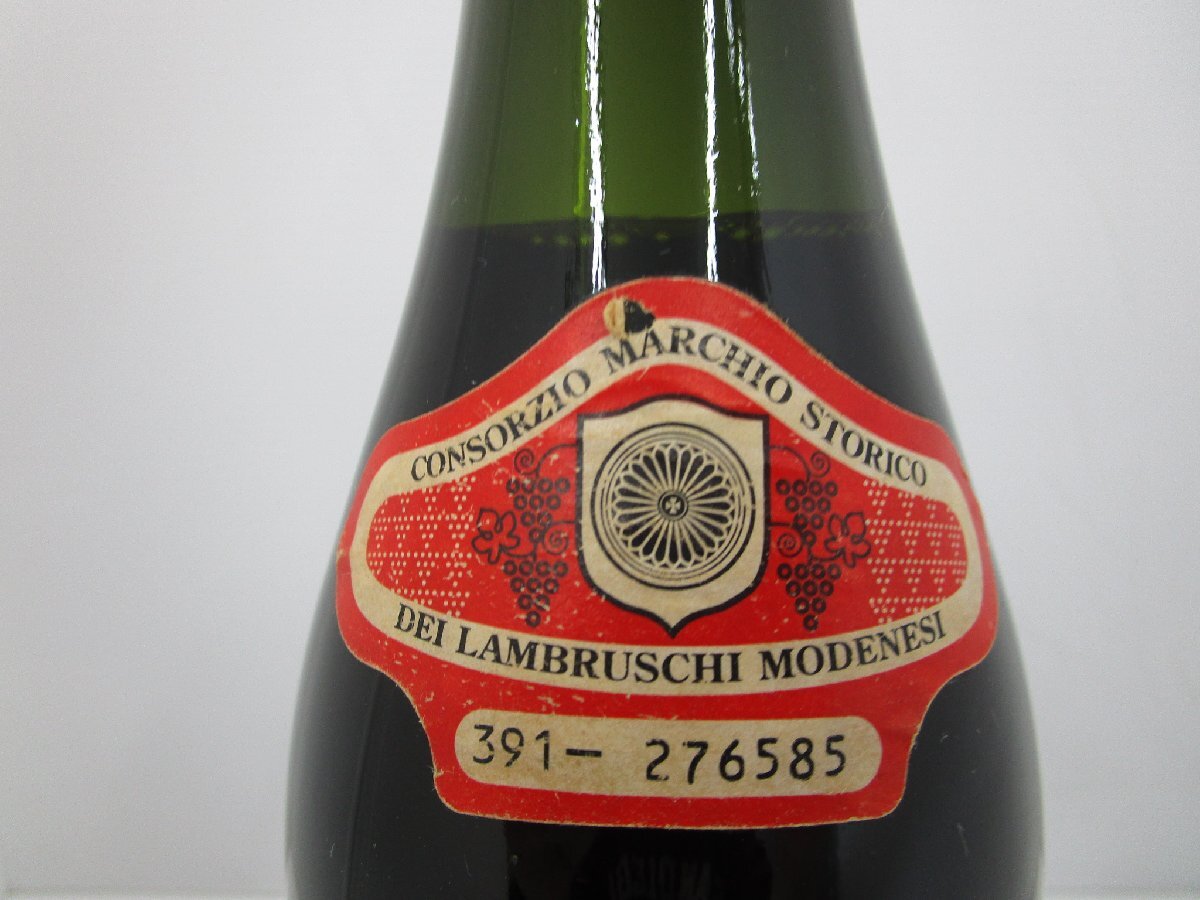 CONSORZIO MARCHIO STORICO
DEI LAMBRUSCHI MODENESI
391- 276585